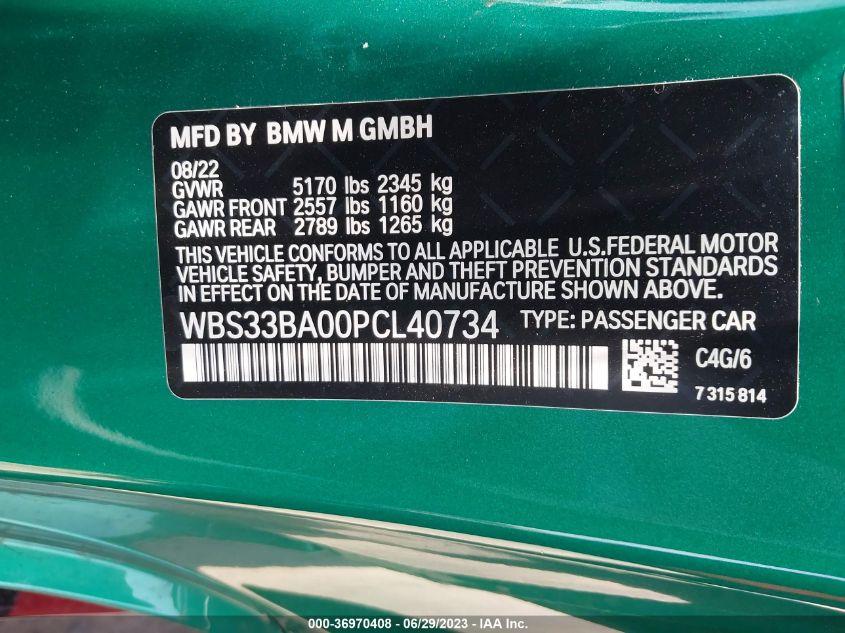 MFD BY BMW M GMBH
08/22
GVWR 5170 lbs 2345 kg
GAWR FRONT 2557 lbs 1160 kg
GAWR REAR 2789 lbs 1265 kg
THIS VEHICLE CONFORMS TO ALL APPLICABLE U.S.FEDERAL MOTOR
VEHICLE SAFETY, BUMPER AND THEFT PREVENTION STANDARDS
IN EFFECT ON THE DATE OF MANUFACTURE SHOWN ABOVE.
WBS33BA00PCL40734 TYPE: PASSENGER CAR
C4G/6
7 315 814
000-36970408 | 06/29/2023 - IAA Inc.